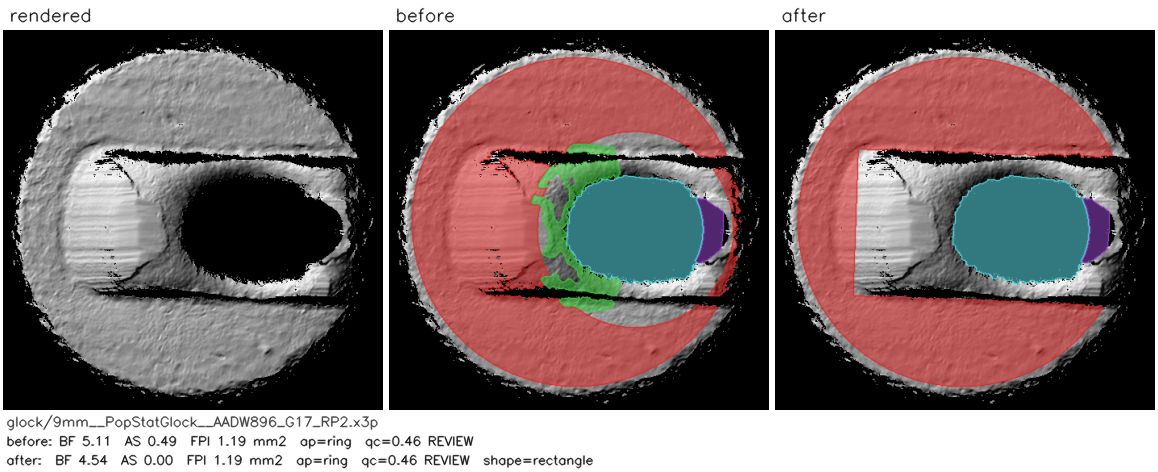 rendered
before
after
glock/9mm__PopStatGlock__AADW896_G17_RP2.x3p
before: BF 5.11 AS 0.49 FPI 1.19 mm2 ap=ring qc=0.46 REVIEW
after: BF 4.54 AS 0.00 FPI 1.19 mm2 ap=ring qc=0.46 REVIEW shape=rectangle